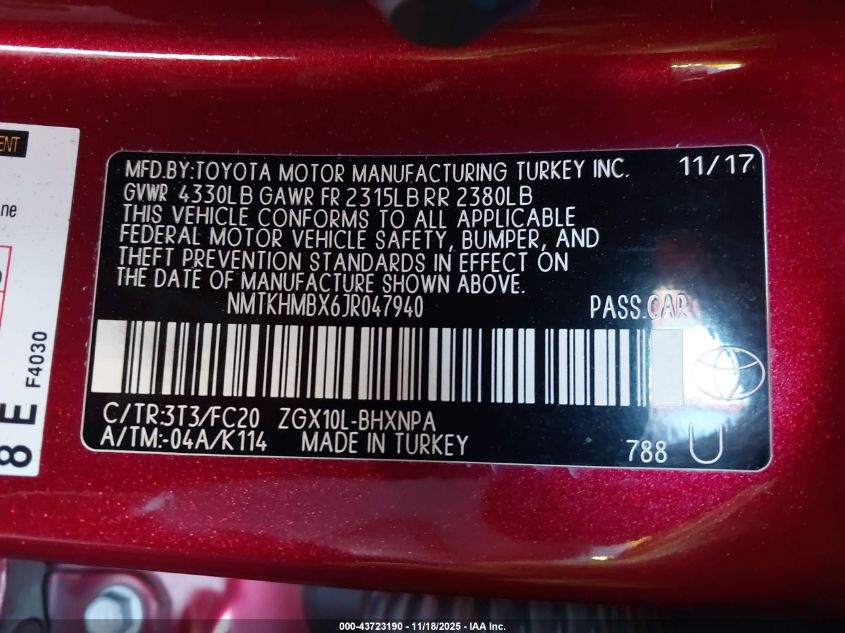 ENT
ne
F4030
8 E
MFD.BY:TOYOTA MOTOR MANUFACTURING TURKEY INC. 11/17
GVWR 4330LB GAWR FR 2315LB RR 2380LB
THIS VEHICLE CONFORMS TO ALL APPLICABLE
FEDERAL MOTOR VEHICLE SAFETY, BUMPER, AND
THEFT PREVENTION STANDARDS IN EFFECT ON
THE DATE OF MANUFACTURE SHOWN ABOVE.
NMTKHMBX6JR047940 PASS.CAR
C/TR:3T3/FC20 ZGX10L-BHXNPA
A/TM:-04A/K114 MADE IN TURKEY 788 U
000-43723190 - 11/18/2025 - IAA Inc.